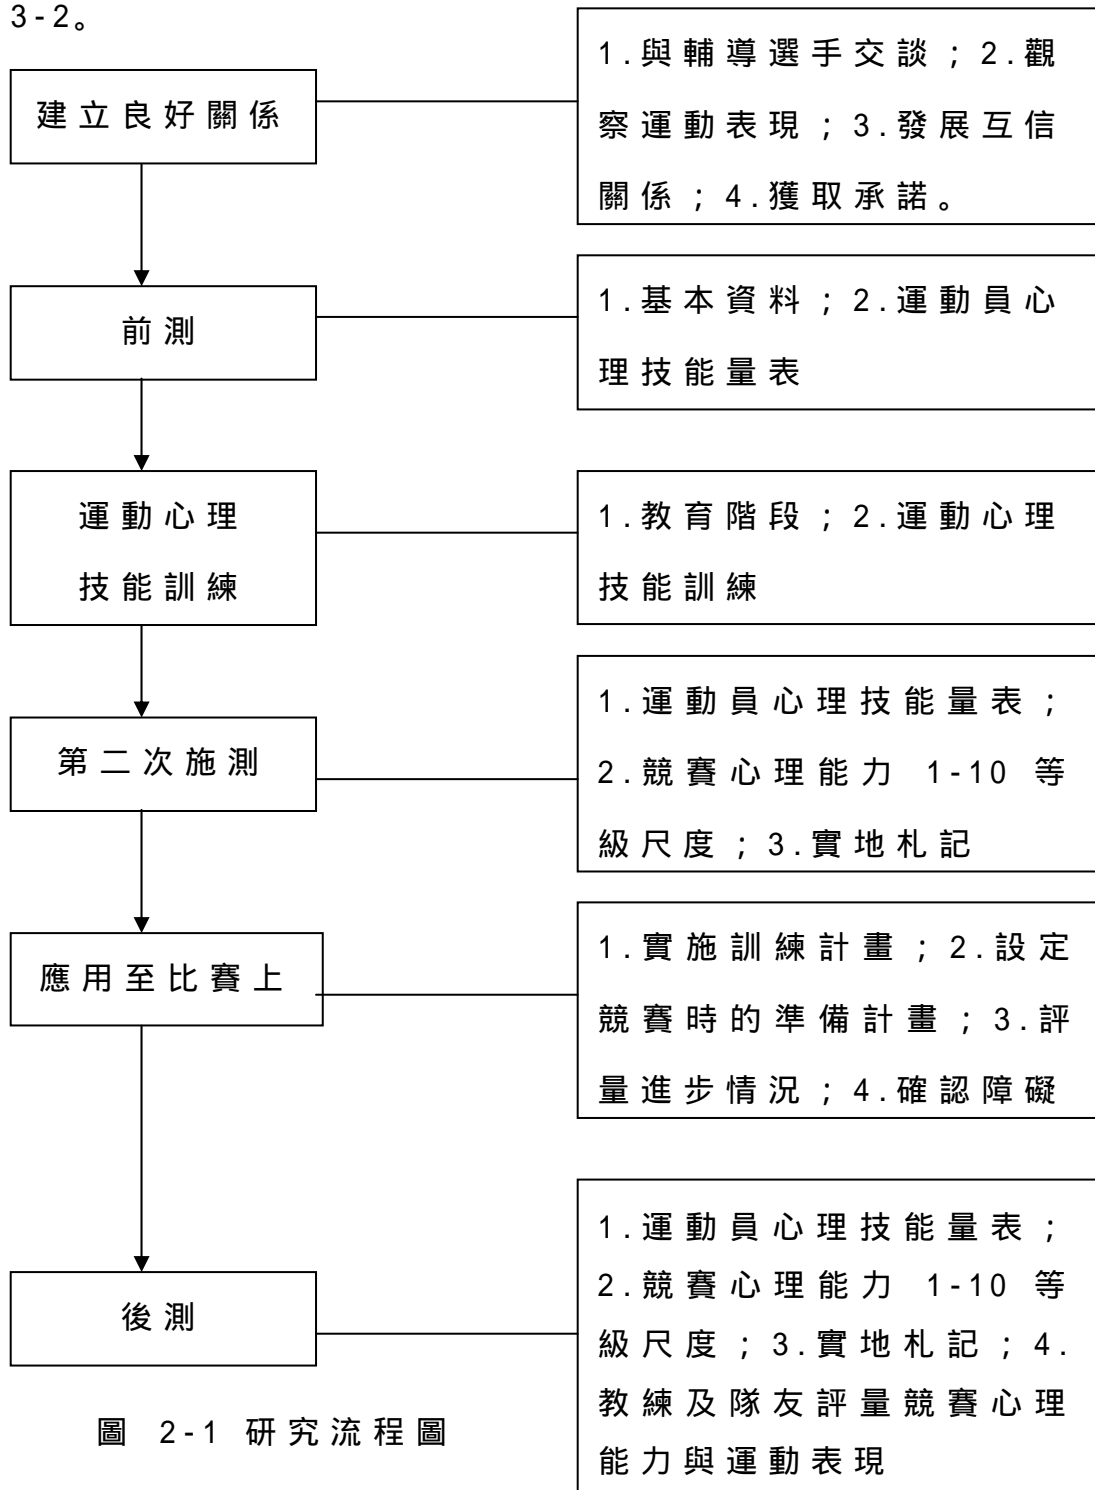 3-2。
建立良好關係
1.與輔導選手交談；2.觀
察運動表現；3.發展互信
關係；4.獲取承諾。
前測
1.基本資料；2.運動員心
理技能量表
運動心理
技能訓練
1.教育階段；2.運動心理
技能訓練
第二次施測
1.運動員心理技能量表；
2.競賽心理能力 1-10 等
級尺度；3.實地札記
應用至比賽上
1.實施訓練計畫；2.設定
競賽時的準備計畫；3.評
量進步情況；4.確認障礙
後測
1.運動員心理技能量表；
2.競賽心理能力 1-10 等
級尺度；3.實地札記；4.
教練及隊友評量競賽心理
能力與運動表現
圖 2-1 研究流程圖